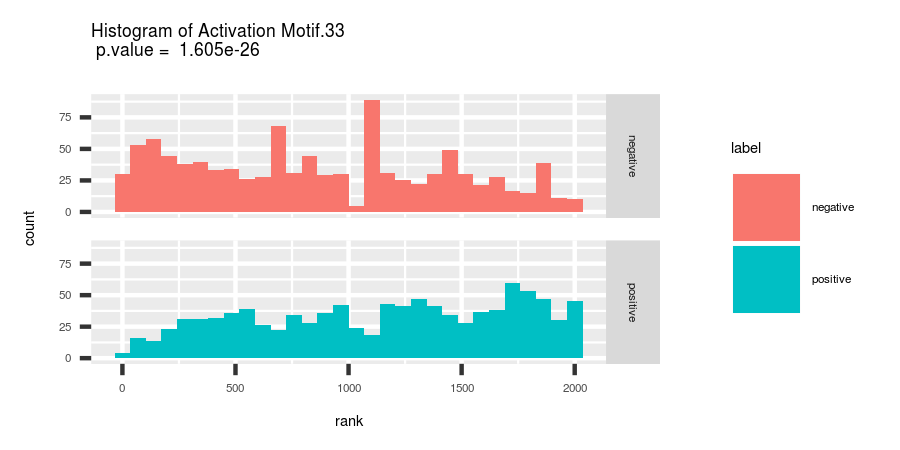 Histogram of Activation Motif.33
p.value = 1.605e-26
count
75
50
25
0
negative
75
50
25
0
positive
0 500 1000 1500 2000
rank
label
negative
positive